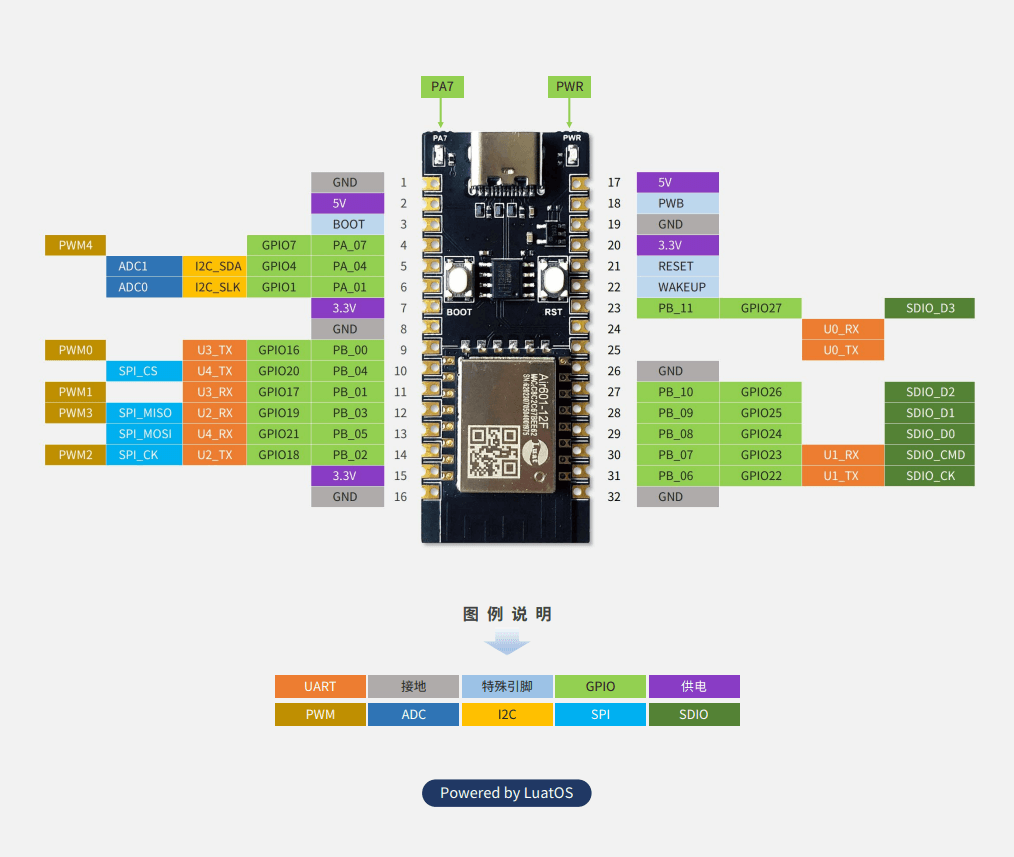 PA7 PWR
PA7 PWR
GND 1 17 5V
5V 2 18 PWB
BOOT 3 19 GND
PWM4 GPIO7 PA_07 4 20 3.3V
ADC1 I2C_SDA GPIO4 PA_04 5 21 RESET
ADC0 I2C_SLK GPIO1 PA_01 6 22 WAKEUP
3.3V 7 23 PB_11 GPIO27 SDIO_D3
BOOT RST
GND 8 24 U0_RX
PWM0 U3_TX GPIO16 PB_00 9 25 U0_TX
SPI_CS U4_TX GPIO20 PB_04 10 26 GND
PWM1 U3_RX GPIO17 PB_01 11 27 PB_10 GPIO26 SDIO_D2
PWM3 SPI_MISO U2_RX GPIO19 PB_03 12 28 PB_09 GPIO25 SDIO_D1
SPI_MOSI U4_RX GPIO21 PB_05 13 29 PB_08 GPIO24 SDIO_D0
PWM2 SPI_CK U2_TX GPIO18 PB_02 14 30 PB_07 GPIO23 U1_RX SDIO_CMD
3.3V 15 31 PB_06 GPIO22 U1_TX SDIO_CK
GND 16 32 GND
Air601-12F
图例说明
UART 接地 特殊引脚 GPIO 供电
PWM ADC I2C SPI SDIO
Powered by LuatOS